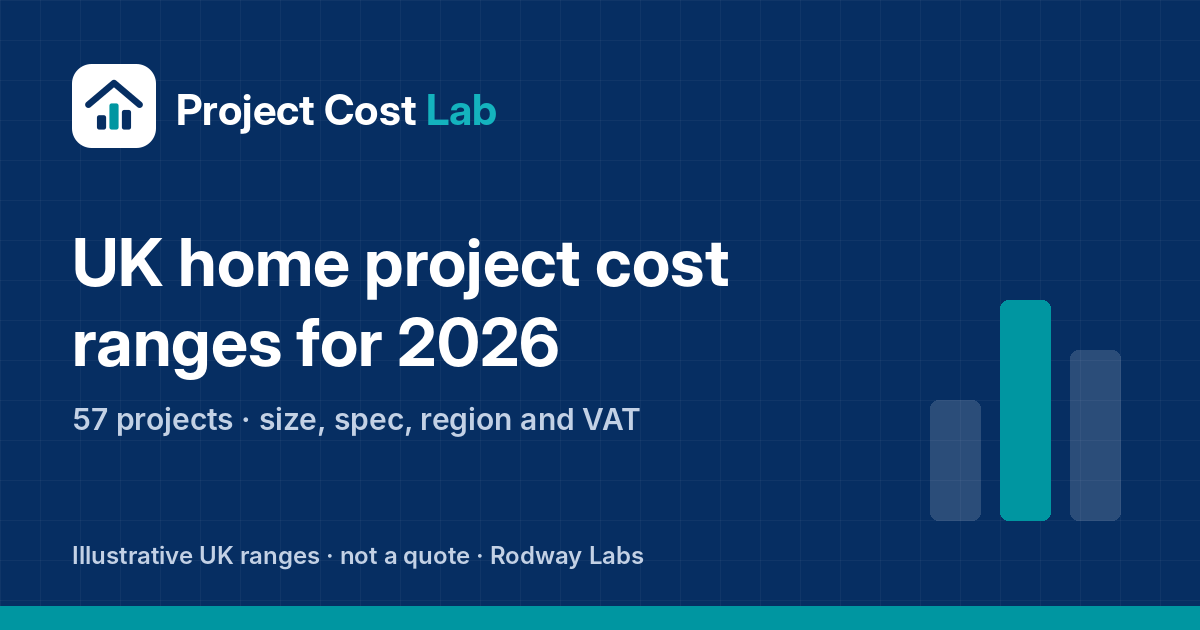 Project Cost Lab
UK home project cost
ranges for 2026
57 projects · size, spec, region and VAT
Illustrative UK ranges · not a quote · Rodway Labs